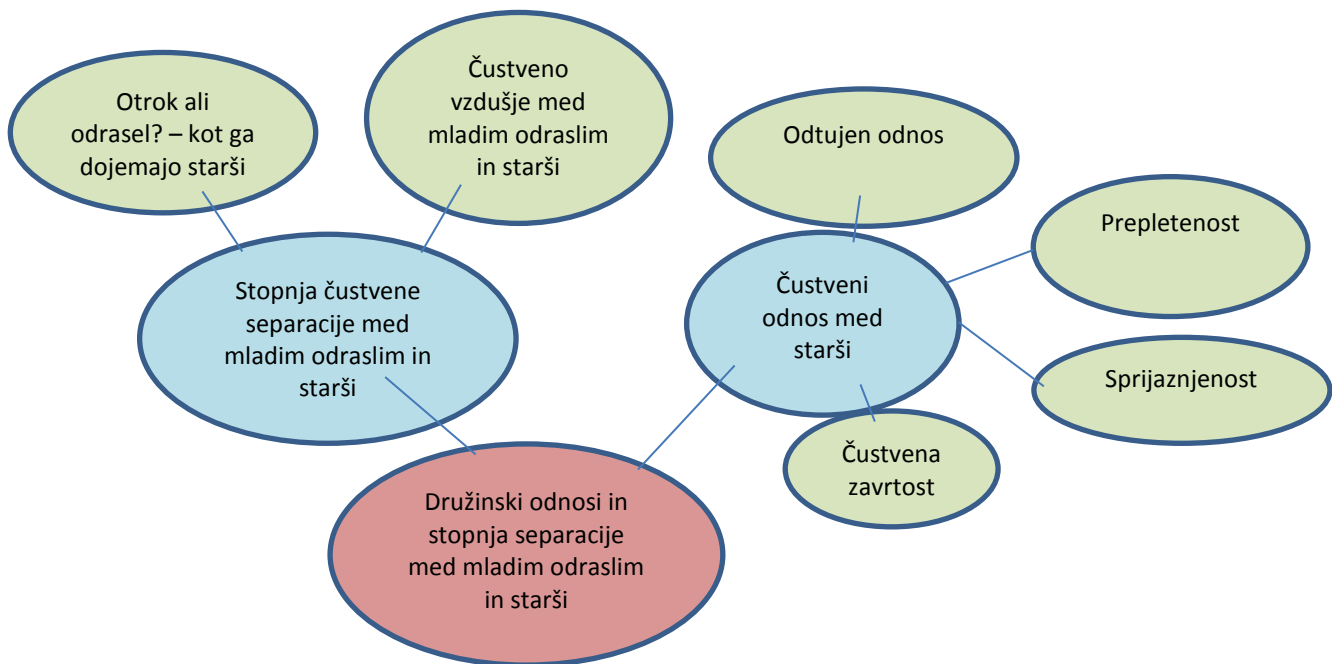 Otrok ali
odrasel? – kot ga
dojemajo starši
Čustveno
vzdušje med
mladim odraslim
in starši
Odtujen odnos
Prepletenost
Stopnja čustvene
separacije med
mladim odraslim in
starši
Čustveni
odnos med
starši
Sprijaznjenost
Čustvena
zavrtost
Družinski odnosi in
stopnja separacije
med mladim odraslim
in starši